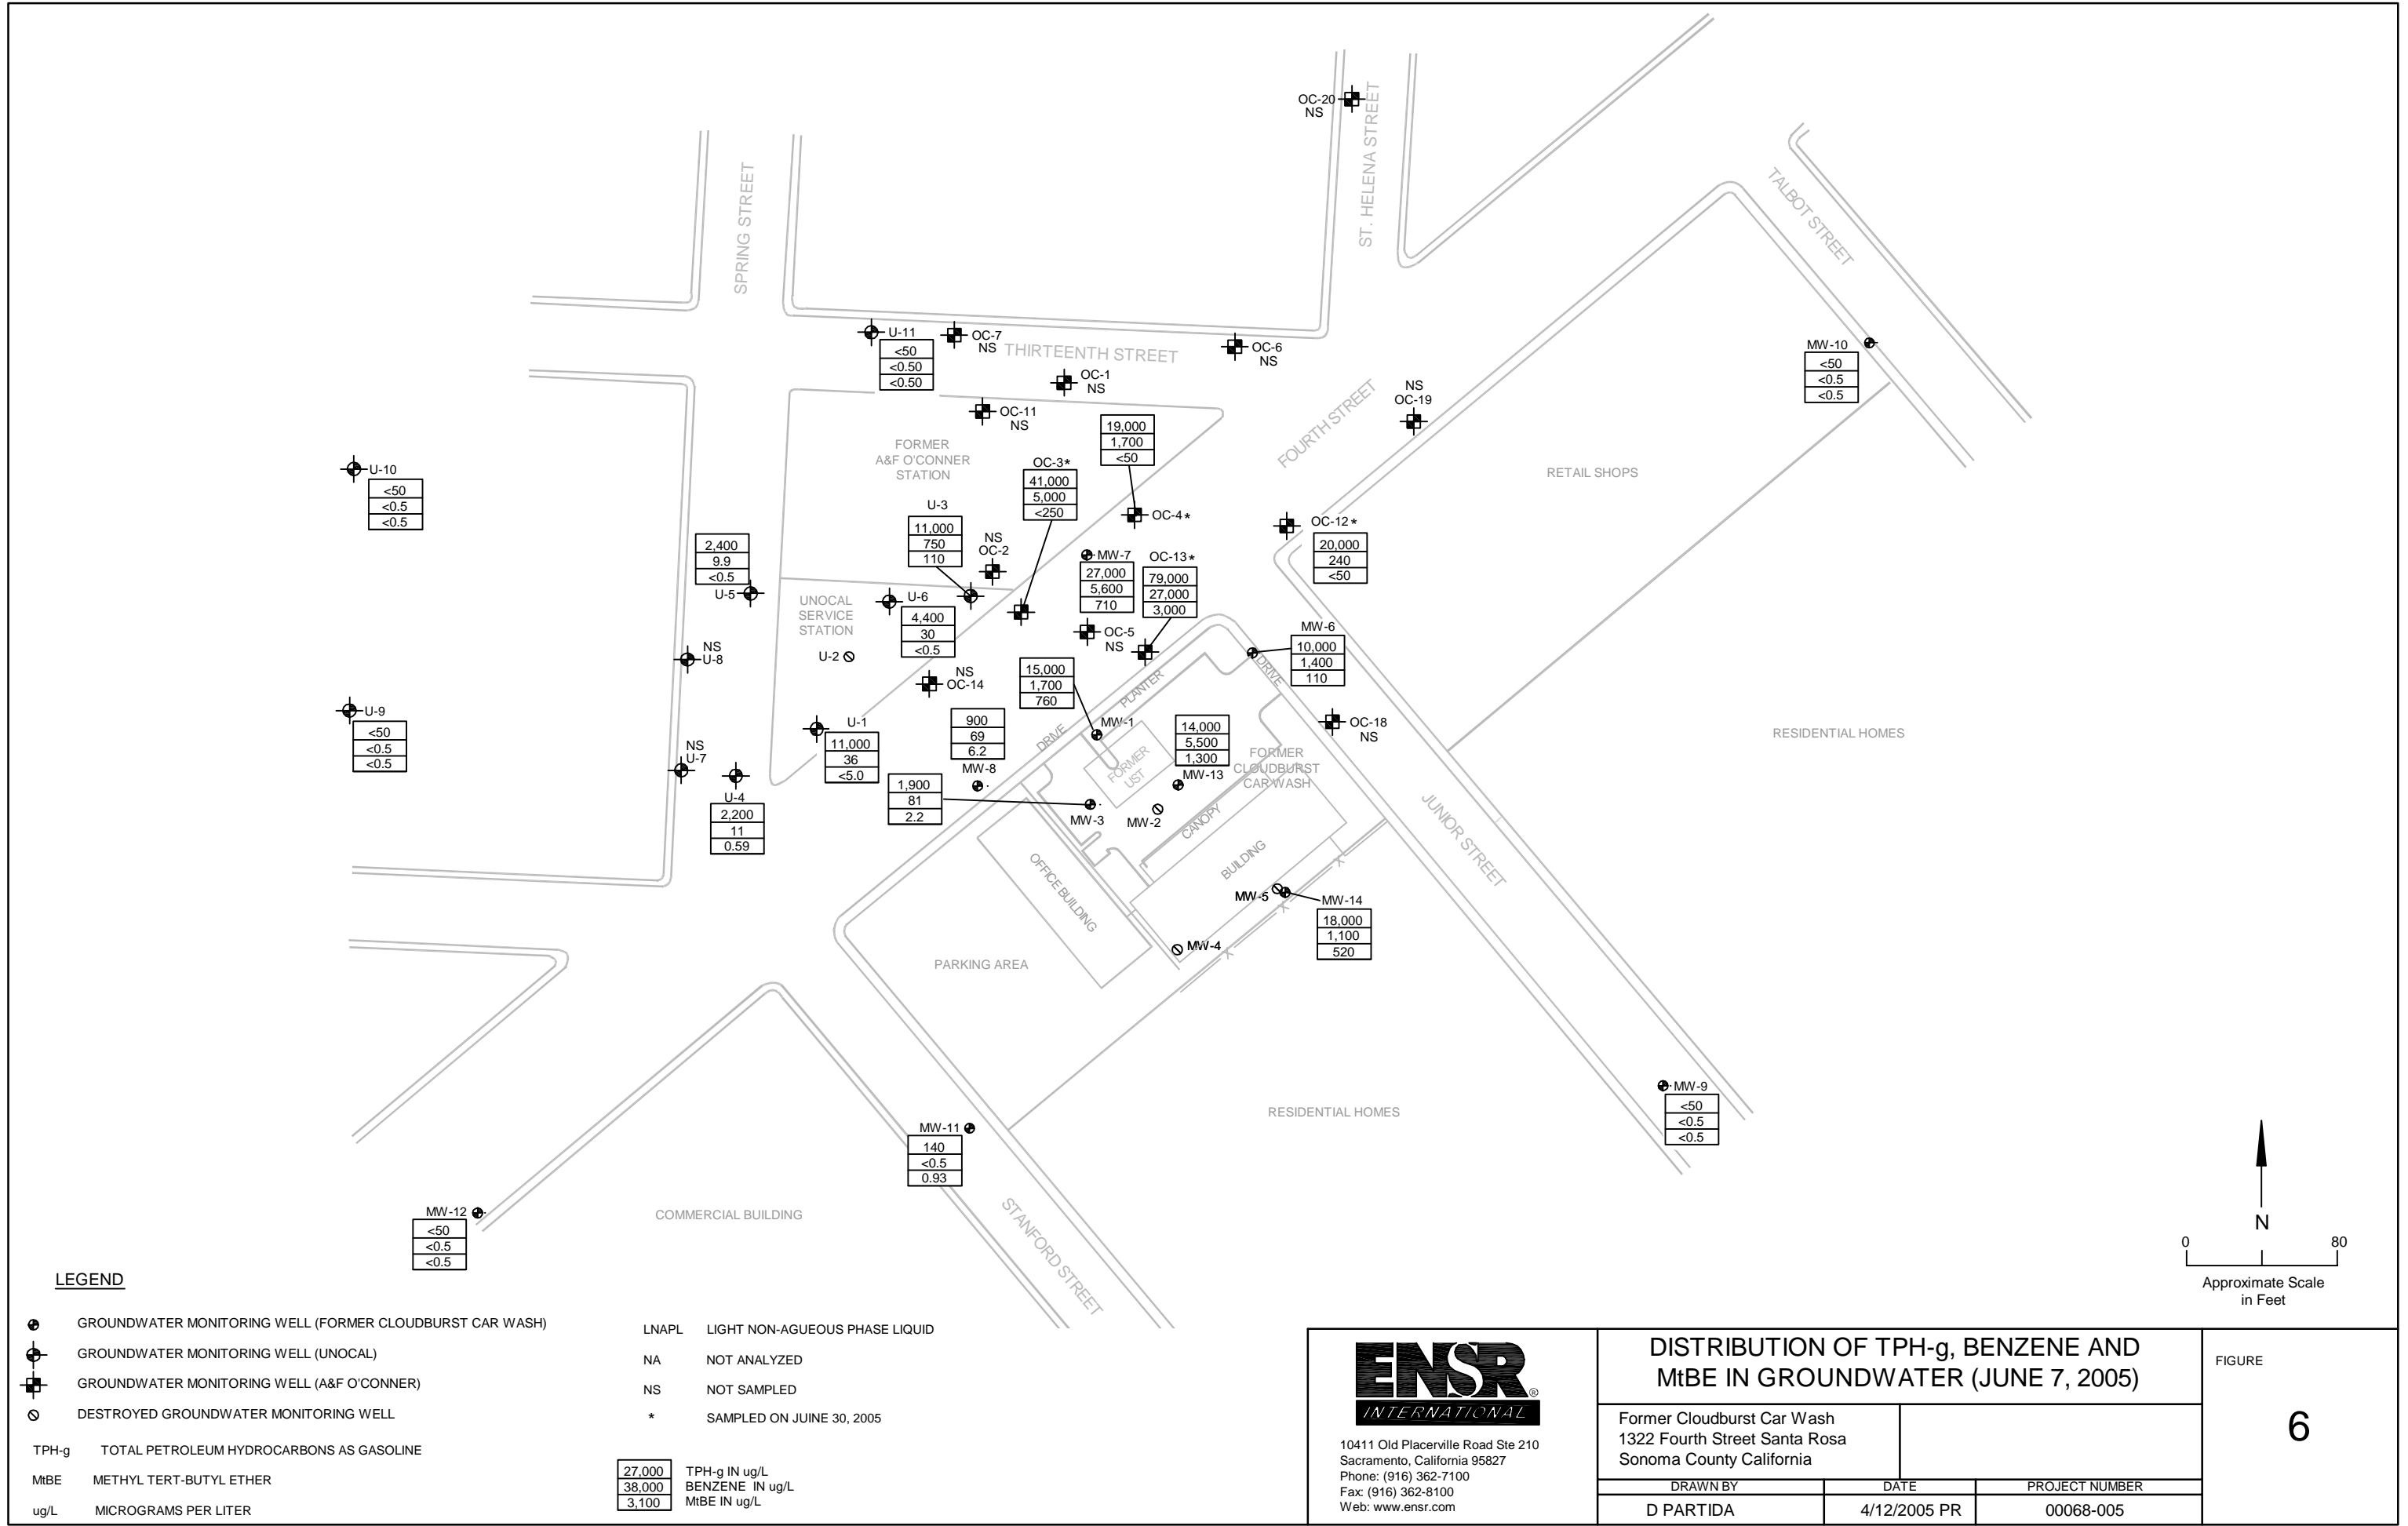 OC-20
NS
ST. HELENA STREET
SPRING STREET
TALBOT STREET
U-11
<50
<0.50
<0.50
OC-7
NS
THIRTEENTH STREET
OC-6
NS
MW-10
<50
<0.5
<0.5
OC-1
NS
OC-11
NS
FOURTH STREET
NS
OC-19
19,000
1,700
<50
OC-4*
FORMER
A&F O'CONNER
STATION
OC-3*
41,000
5,000
<250
RETAIL SHOPS
U-10
<50
<0.5
<0.5
U-3
11,000
750
110
NS
OC-2
OC-12*
20,000
240
<50
2,400
9.9
<0.5
U-5
MW-7
27,000
5,600
710
OC-13*
79,000
27,000
3,000
UNOCAL
SERVICE
STATION
U-6
4,400
30
<0.5
OC-5
NS
MW-6
10,000
1,400
110
NS
U-8
U-2
NS
OC-14
15,000
1,700
760
MW-1
PLANTER
DRIVE
DRIVE
U-9
<50
<0.5
<0.5
U-1
11,000
36
<5.0
900
69
6.2
MW-8
14,000
5,500
1,300
MW-13
OC-18
NS
RESIDENTIAL HOMES
NS
U-7
FORMER
UST
FORMER
CLOUDBURST
CAR WASH
U-4
2,200
11
0.59
1,900
81
2.2
MW-3
MW-2
CANOPY
BUILDING
OFFICE BUILDING
JUNIOR STREET
X
MW-5
X
MW-14
18,000
1,100
520
MW-4
X
PARKING AREA
MW-9
<50
<0.5
<0.5
RESIDENTIAL HOMES
MW-11
140
<0.5
0.93
STANFORD STREET
MW-12
<50
<0.5
<0.5
COMMERCIAL BUILDING
N
0 80
Approximate Scale
in Feet
LEGEND
GROUNDWATER MONITORING WELL (FORMER CLOUDBURST CAR WASH)
GROUNDWATER MONITORING WELL (UNOCAL)
GROUNDWATER MONITORING WELL (A&F O'CONNER)
DESTROYED GROUNDWATER MONITORING WELL
TPH-g TOTAL PETROLEUM HYDROCARBONS AS GASOLINE
MtBE METHYL TERT-BUTYL ETHER
ug/L MICROGRAMS PER LITER
LNAPL LIGHT NON-AGUEOUS PHASE LIQUID
NA NOT ANALYZED
NS NOT SAMPLED
* SAMPLED ON JUINE 30, 2005
27,000 TPH-g IN ug/L
38,000 BENZENE IN ug/L
3,100 MtBE IN ug/L
ENSR®
INTERNATIONAL
10411 Old Placerville Road Ste 210
Sacramento, California 95827
Phone: (916) 362-7100
Fax: (916) 362-8100
Web: www.ensr.com
DISTRIBUTION OF TPH-g, BENZENE AND
MtBE IN GROUNDWATER (JUNE 7, 2005)
Former Cloudburst Car Wash
1322 Fourth Street Santa Rosa
Sonoma County California
DRAWN BY DATE PROJECT NUMBER
D PARTIDA 4/12/2005 PR 00068-005
FIGURE
6